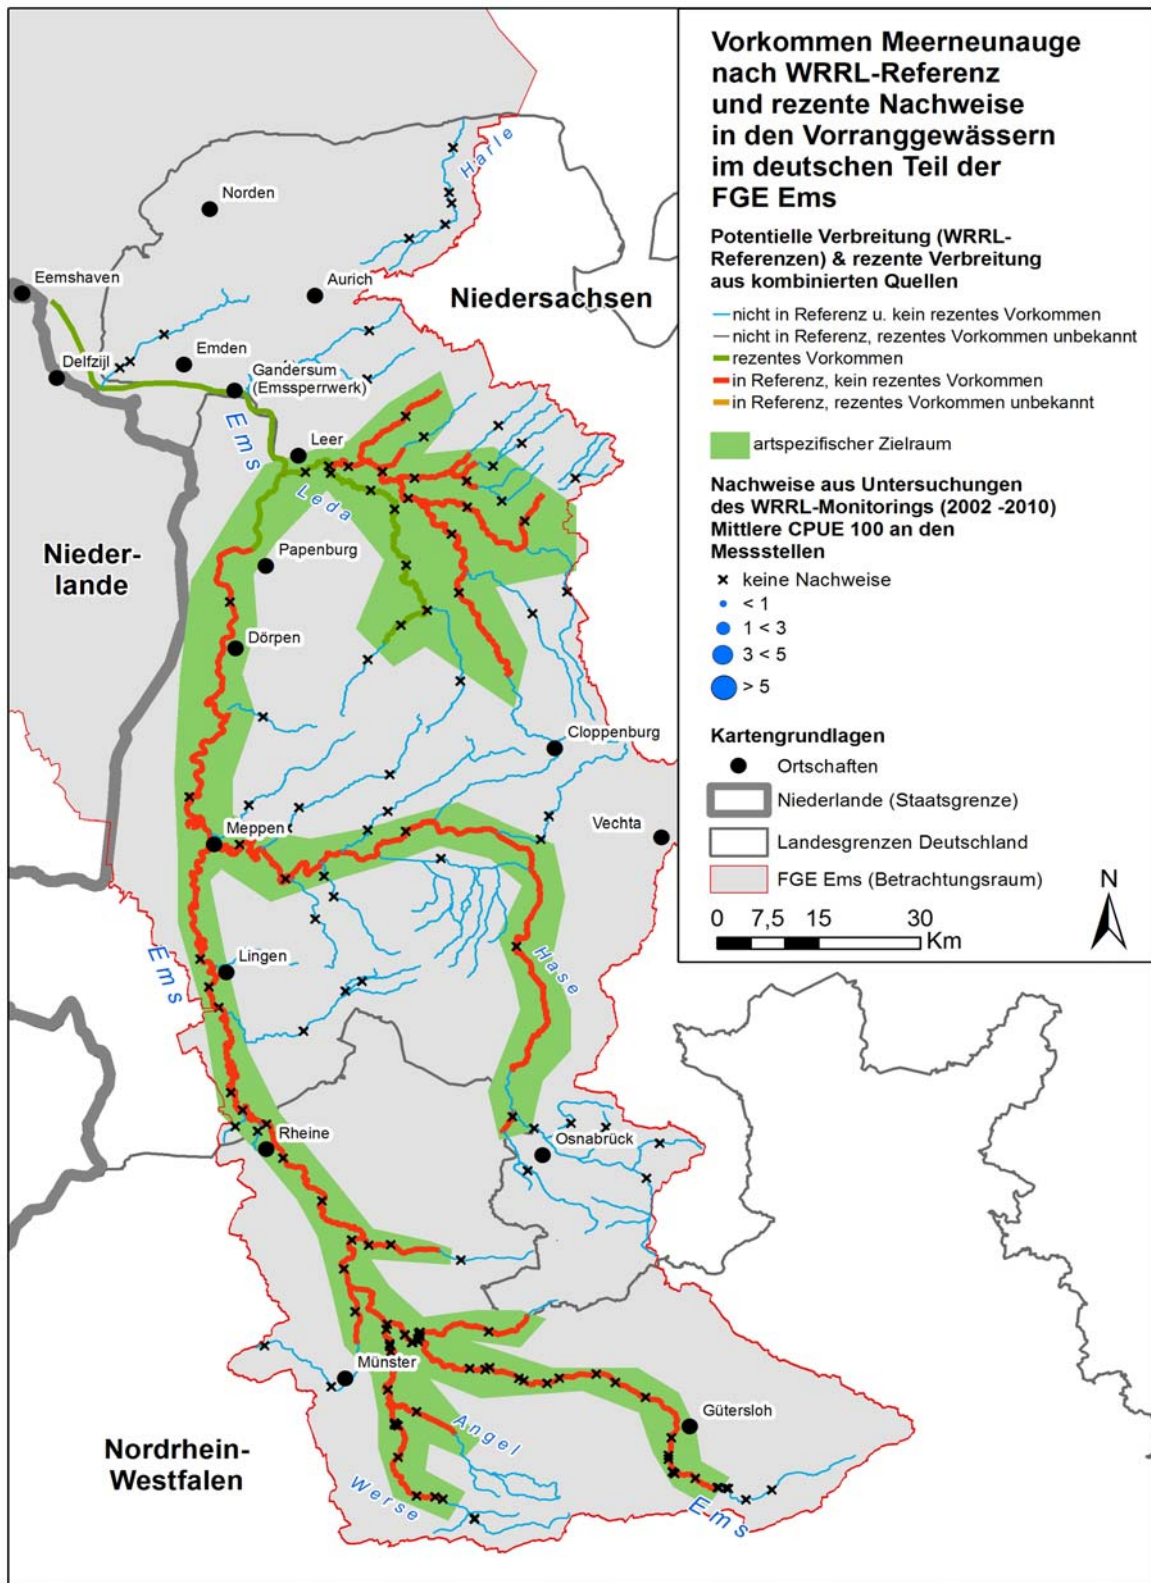 Vorkommen Meerneunauge
nach WRRL-Referenz
und rezente Nachweise
in den Vorranggewässern
im deutschen Teil der
FGE Ems
Potentielle Verbreitung (WRRL-
Referenzen) & rezente Verbreitung
aus kombinierten Quellen
nicht in Referenz u. kein rezentes Vorkommen
nicht in Referenz, rezentes Vorkommen unbekannt
rezentes Vorkommen
in Referenz, kein rezentes Vorkommen
in Referenz, rezentes Vorkommen unbekannt
artspezifischer Zielraum
Nachweise aus Untersuchungen
des WRRL-Monitorings (2002 -2010)
Mittlere CPUE 100 an den
Messstellen
keine Nachweise
< 1
1 < 3
3 < 5
> 5
Kartengrundlagen
Ortschaften
Niederlande (Staatsgrenze)
Landesgrenzen Deutschland
FGE Ems (Betrachtungsraum)
N
0 7,5 15 30
Km
Harle
Norden
Eemshaven
Aurich
Niedersachsen
Delfzijl
Emden
Gandersum
(Emssperrwerk)
Ems
Leer
Leda
Nieder-
lande
Papenburg
Dörpen
Cloppenburg
Meppen
Vechta
Ems
Lingen
Hase
Rheine
Osnabrück
Münster
Gütersloh
Angel
Nordrhein-
Westfalen
Werse
Ems